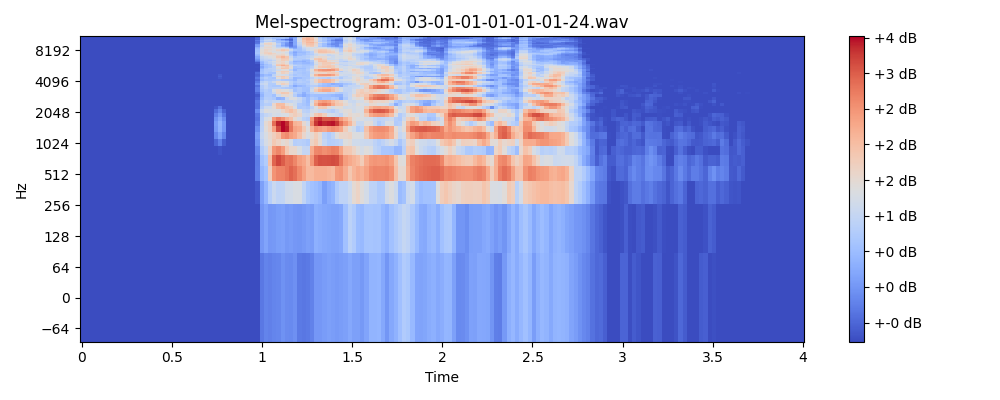 Mel-spectrogram: 03-01-01-01-01-01-24.wav
8192
4096
2048
1024
512
256
128
64
0
−64
Hz
0
0.5
1
1.5
2
2.5
3
3.5
4
Time
+4 dB
+3 dB
+2 dB
+2 dB
+2 dB
+1 dB
+0 dB
+0 dB
+-0 dB